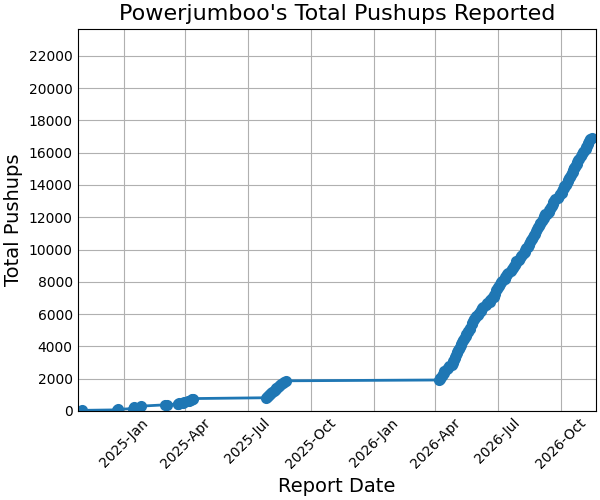 Powerjumboo's Total Pushups Reported
Total Pushups
22000
20000
18000
16000
14000
12000
10000
8000
6000
4000
2000
0
2025-Jan
2025-Apr
2025-Jul
2025-Oct
2026-Jan
2026-Apr
2026-Jul
2026-Oct
Report Date